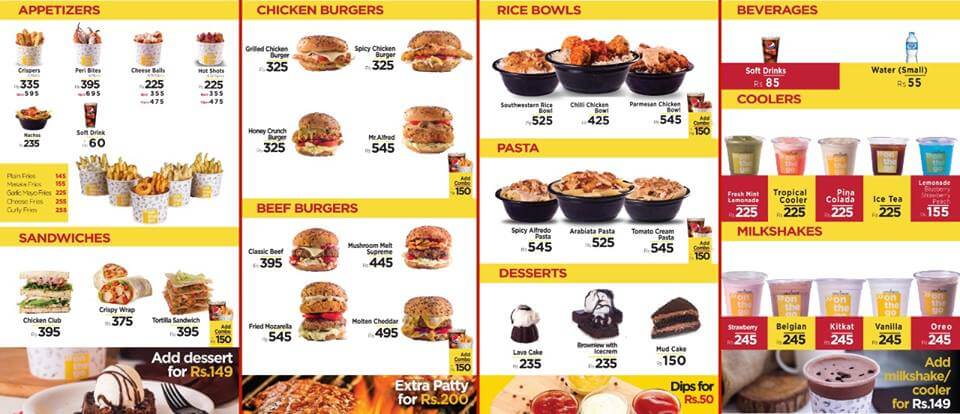 APPETIZERS
Crispers
Rs 335
595
Peri Bites
Rs 395
695
Cheese Balls
Rs 225
355
475
Hot Shots
Rs 225
355
475
Nachos
Rs 235
Soft Drink
Rs 60
Plain Fries 145
Masala Fries 155
Garlic Mayo Fries 225
Cheese Fries 255
Curly Fries 255
SANDWICHES
Chicken Club
Rs 395
Crispy Wrap
Rs 375
Tortilla Sandwich
Rs 395
Add
Combo
Rs 150
Add dessert
for Rs.149
CHICKEN BURGERS
Grilled Chicken
Burger
Rs 325
Spicy Chicken
Burger
Rs 325
Honey Crunch
Burger
Rs 325
Mr.Alfred
Rs 545
Add
Combo
Rs 150
BEEF BURGERS
Classic Beef
Rs 395
Mushroom Melt
Supreme
Rs 445
Fried Mozarella
Rs 545
Molten Cheddar
Rs 495
Add
Combo
Rs 150
Extra Patty
for Rs.200
RICE BOWLS
Southwestern Rice
Bowl
Rs 525
Chilli Chicken
Bowl
Rs 425
Parmesan Chicken
Bowl
Rs 545
Add
Combo
Rs 150
PASTA
Spicy Alfredo
Pasta
Rs 545
Arabiata Pasta
Rs 525
Tomato Cream
Pasta
Rs 545
Add
Combo
Rs 150
DESSERTS
Lava Cake
Rs 235
Browniew with
Icecrem
Rs 235
Mud Cake
Rs 150
Dips for
Rs.50
BEVERAGES
Soft Drinks
Rs 85
Water (Small)
Rs 55
COOLERS
on
the
go
Fresh Mint
Lemonade
Rs 225
Tropical
Cooler
Rs 225
Pina
Colada
Rs 225
Ice Tea
Rs 225
Lemonade
Blueberry
Strawberry
Peach
Rs 155
MILKSHAKES
on
the
go
Strawberry
Rs 245
Belgian
Rs 245
Kitkat
Rs 245
Vanilla
Rs 245
Oreo
Rs 245
Add
milkshake/
cooler
for Rs.149